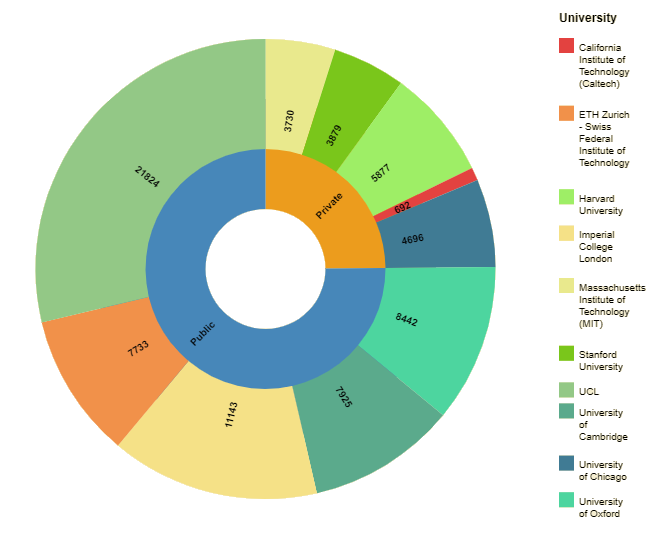 University
California
Institute of
Technology
(Caltech)
ETH Zurich
- Swiss
Federal
Institute of
Technology
Harvard
University
Imperial
College
London
Massachusetts
Institute of
Technology
(MIT)
Stanford
University
UCL
University
of
Cambridge
University
of Chicago
University
of Oxford
3730
3879
5877
692
4696
8442
7925
11143
7733
21824
Private
Public